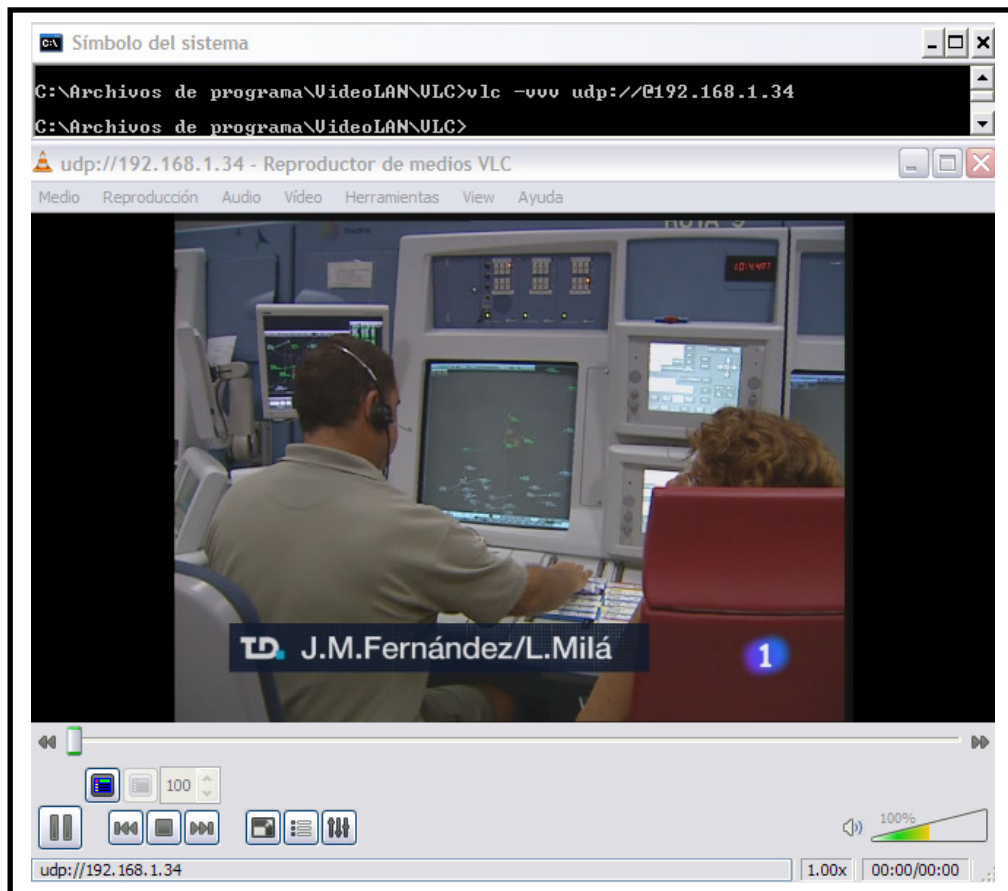 Símbolo del sistema
C:\Archivos de programa\VideoLAN\VLC>vlc -vvv udp://@192.168.1.34
C:\Archivos de programa\VideoLAN\VLC>
udp://192.168.1.34 - Reproductor de medios VLC
Medio Reproducción Audio Vídeo Herramientas View Ayuda
RUTA 3
TD. J.M.Fernández/L.Milá
1
100
100%
udp://192.168.1.34
1.00x 00:00/00:00